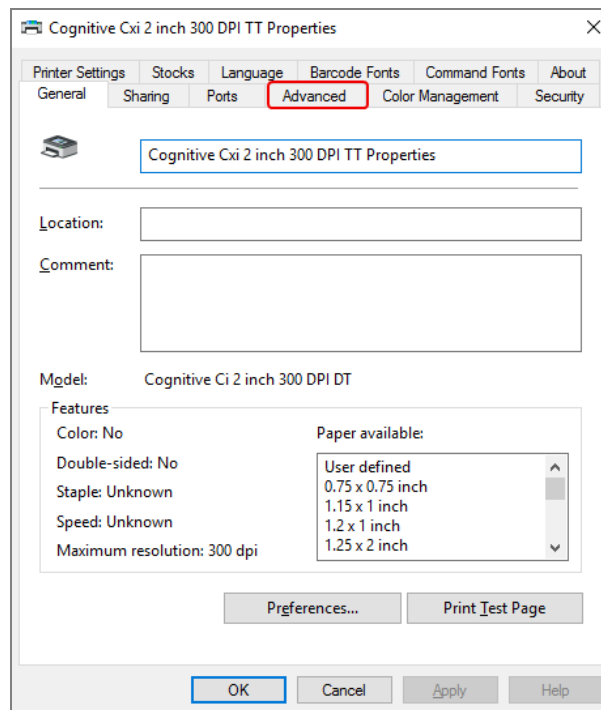 Cognitive Cxi 2 inch 300 DPI TT Properties
Printer Settings Stocks Language Barcode Fonts Command Fonts About
General Sharing Ports Advanced Color Management Security
Cognitive Cxi 2 inch 300 DPI TT Properties
Location:
Comment:
Model: Cognitive Ci 2 inch 300 DPI DT
Features
Color: No Paper available:
Double-sided: No
User defined
Staple: Unknown
0.75 x 0.75 inch
1.15 x 1 inch
Speed: Unknown
1.2 x 1 inch
Maximum resolution: 300 dpi
1.25 x 2 inch
Preferences... Print Test Page
OK Cancel Apply Help